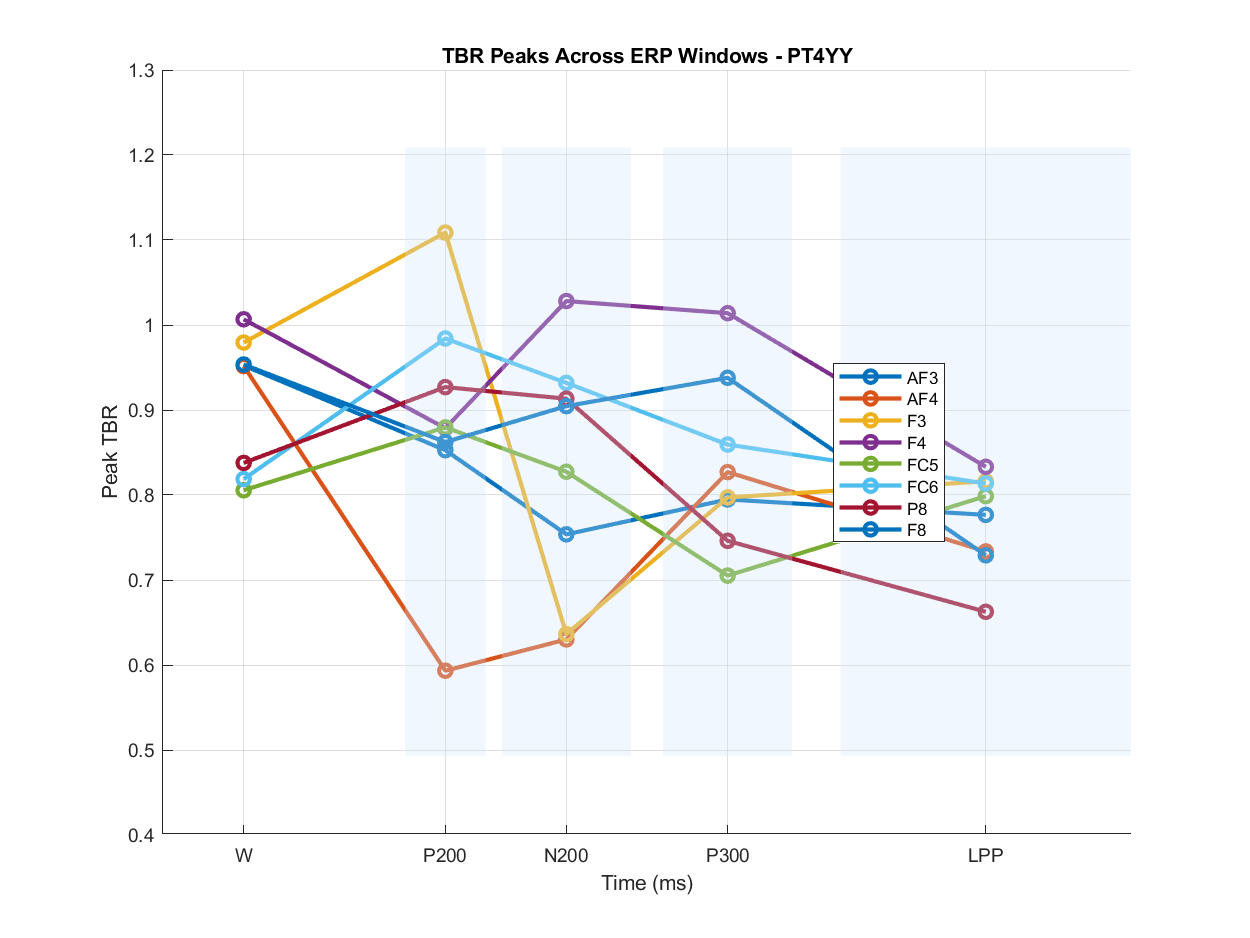 TBR Peaks Across ERP Windows - PT4YY
1.3
1.2
1.1
1
0.9
0.8
0.7
0.6
0.5
0.4
Peak TBR
AF3
AF4
F3
F4
FC5
FC6
P8
F8
W P200 N200 P300 LPP
Time (ms)